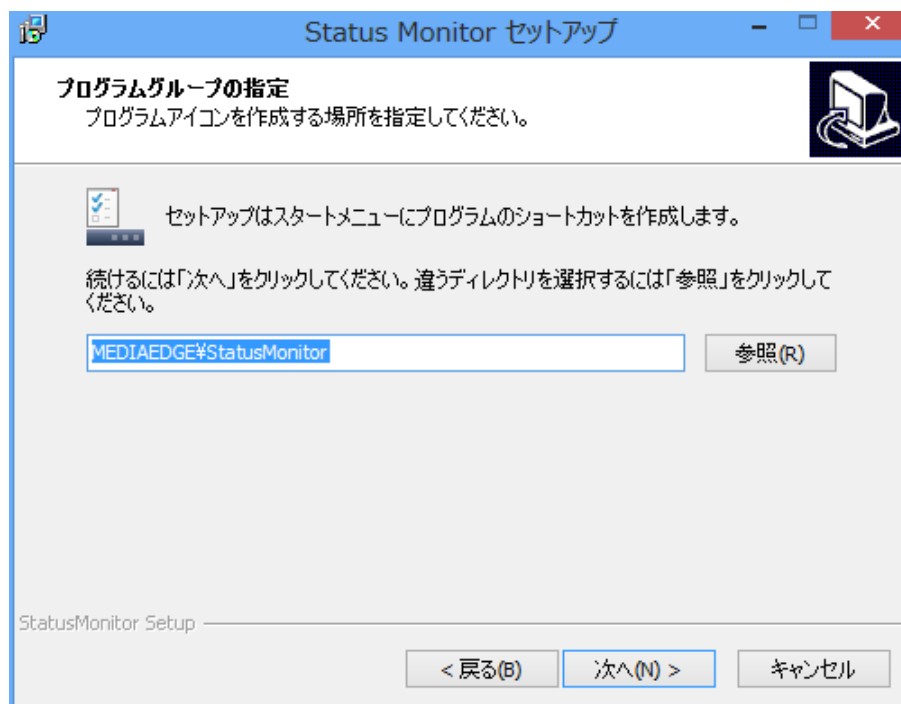 Status Monitor セットアップ
プログラムグループの指定
プログラムアイコンを作成する場所を指定してください。
セットアップはスタートメニューにプログラムのショートカットを作成します。
続けるには「次へ」をクリックしてください。違うディレクトリを選択するには「参照」をクリックして
ください。
MEDIAEDGE¥StatusMonitor
参照(R)
StatusMonitor Setup
< 戻る(B)
次へ(N) >
キャンセル